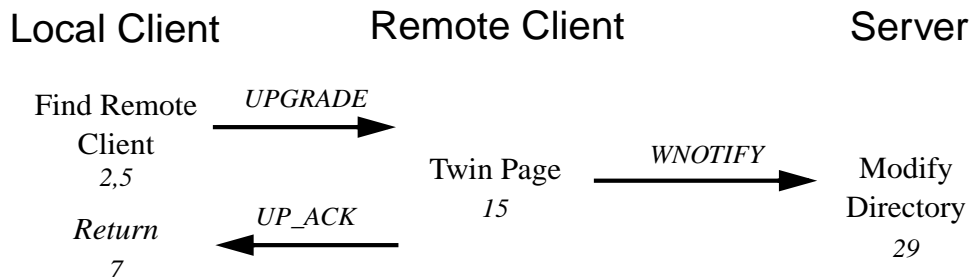 Local Client
Remote Client
Server
Find Remote
Client
2,5
UPGRADE
Twin Page
15
WNOTIFY
Modify
Directory
29
Return
7
UP_ACK